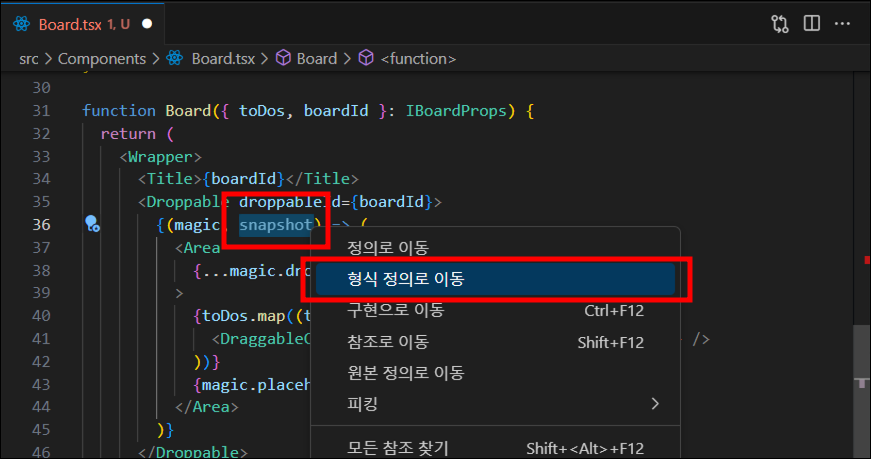 Board.tsx 1, U
src > Components > Board.tsx > Board > <function>
30
31 function Board({ toDos, boardId }: IBoardProps) {
32 return (
33 <Wrapper>
34 <Title>{boardId}</Title>
35 <Droppable droppableId={boardId}>
36 {(magic, snapshot) => (
37 <Area
38 {...magic.dro
39 >
40 {toDos.map((t
41 <DraggableC />
42 ))}
43 {magic.placeh
44 </Area>
45 )}
46 </Droppable>
정의로 이동
형식 정의로 이동
구현으로 이동 Ctrl+F12
참조로 이동 Shift+F12
원본 정의로 이동
피킹
모든 참조 찾기 Shift+<Alt>+F12